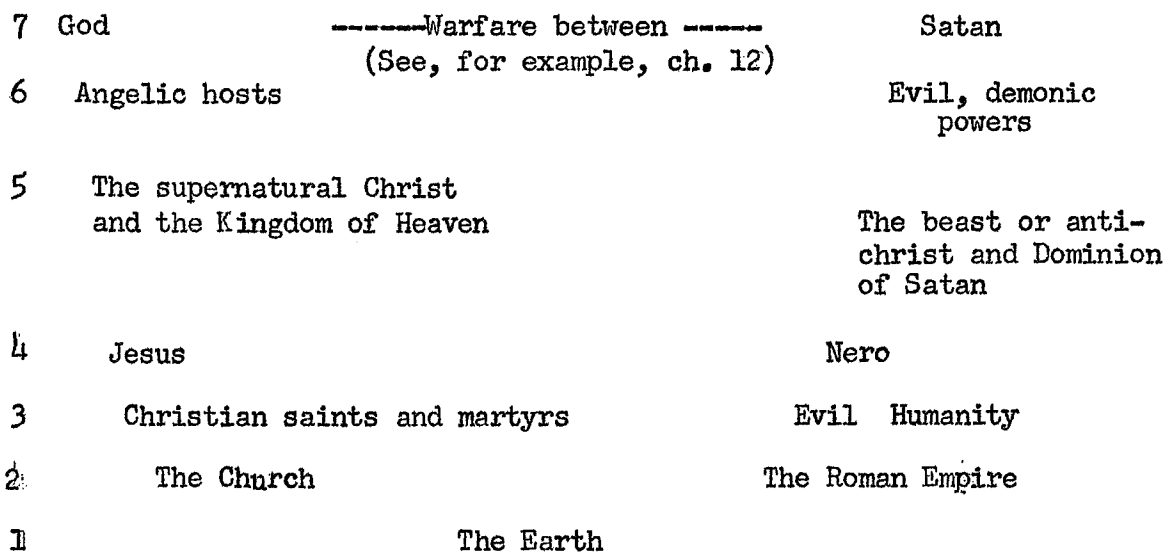 7 God ------Warfare between ----- Satan
(See, for example, ch. 12)
6 Angelic hosts Evil, demonic
powers
5 The supernatural Christ
and the Kingdom of Heaven The beast or anti-
christ and Dominion
of Satan
4 Jesus Nero
3 Christian saints and martyrs Evil Humanity
2 The Church The Roman Empire
1 The Earth